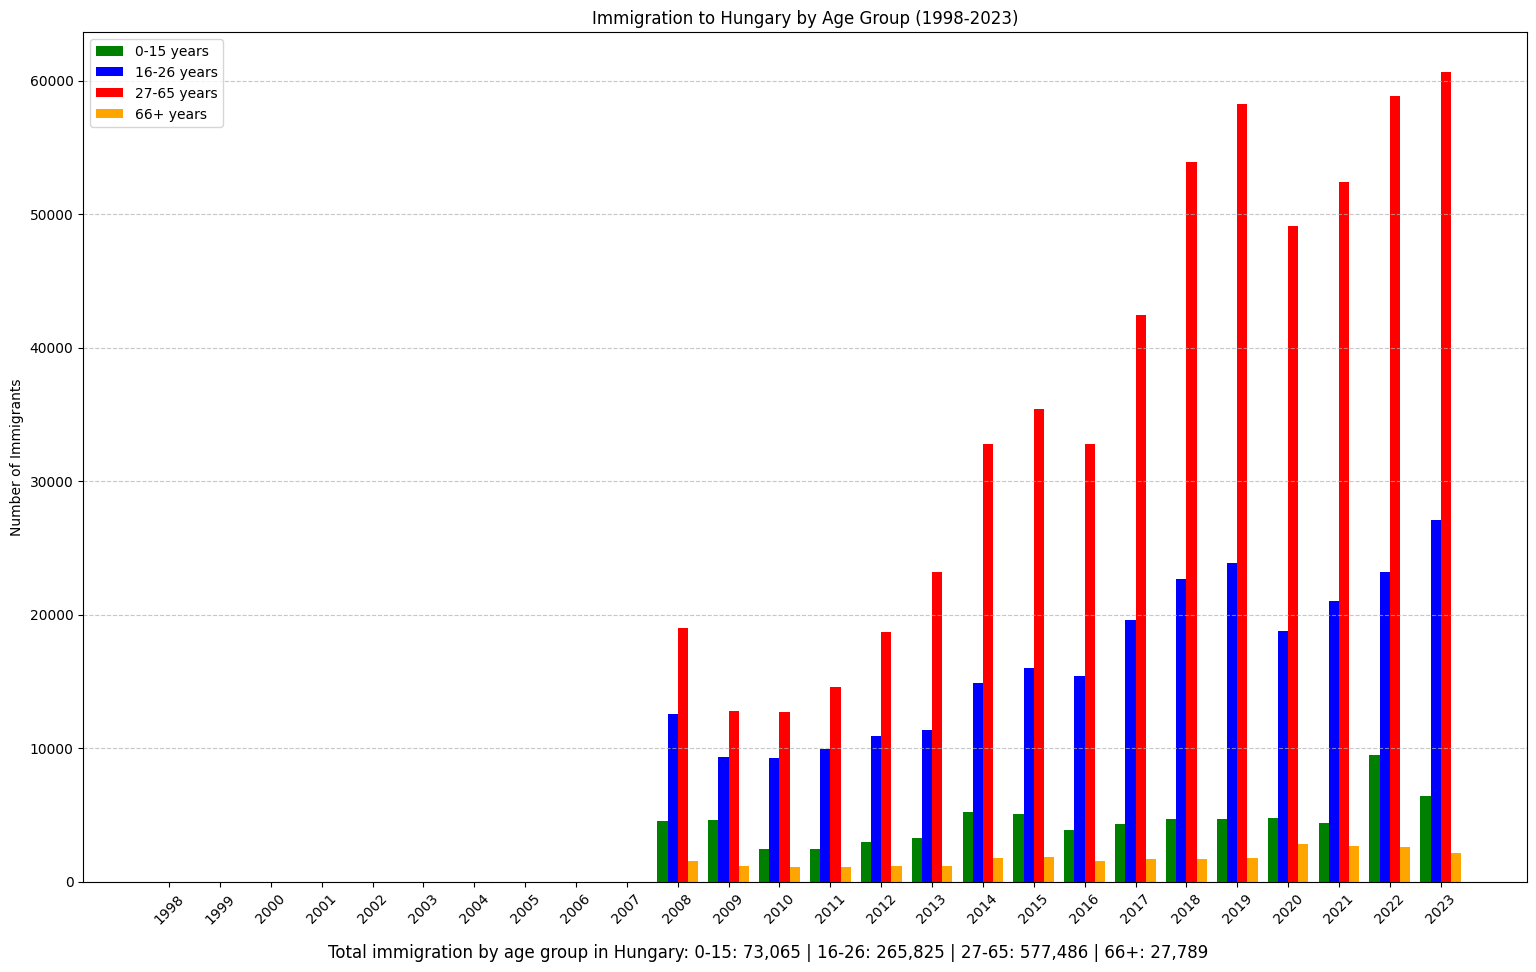 Immigration to Hungary by Age Group (1998-2023)
0-15 years
16-26 years
27-65 years
66+ years
Number of Immigrants
60000
50000
40000
30000
20000
10000
0
1998 1999 2000 2001 2002 2003 2004 2005 2006 2007 2008 2009 2010 2011 2012 2013 2014 2015 2016 2017 2018 2019 2020 2021 2022 2023
Total immigration by age group in Hungary: 0-15: 73,065 | 16-26: 265,825 | 27-65: 577,486 | 66+: 27,789